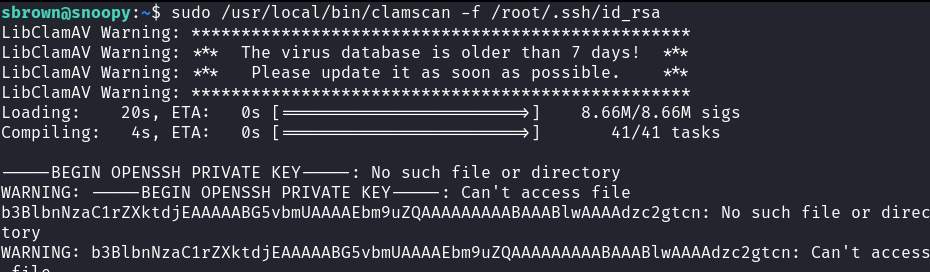 sbrown@snoopy:~$ sudo /usr/local/bin/clamscan -f /root/.ssh/id_rsa
LibClamAV Warning: **************************************************
LibClamAV Warning: ***  The virus database is older than 7 days!  ***
LibClamAV Warning: ***   Please update it as soon as possible.    ***
LibClamAV Warning: **************************************************
Loading:    20s, ETA:   0s [========================>]    8.66M/8.66M sigs
Compiling:   4s, ETA:   0s [========================>]       41/41 tasks
-----BEGIN OPENSSH PRIVATE KEY-----: No such file or directory
WARNING: -----BEGIN OPENSSH PRIVATE KEY-----: Can't access file
b3BlbnNzaC1rZXktdjEAAAAABG5vbmUAAAAEbm9uZQAAAAAAAAABAAABlwAAAAdzc2gtcn: No such file or direc
tory
WARNING: b3BlbnNzaC1rZXktdjEAAAAABG5vbmUAAAAEbm9uZQAAAAAAAAABAAABlwAAAAdzc2gtcn: Can't access
file